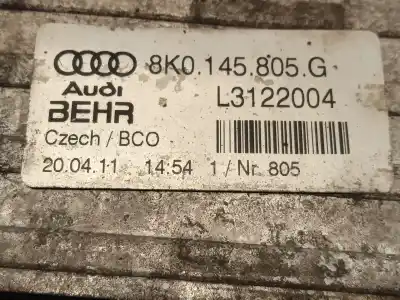 8K0.145.805.G
Audi
L3122004
BEHR
Czech / BCO
20.04.11 14:54 1 / Nr. 805